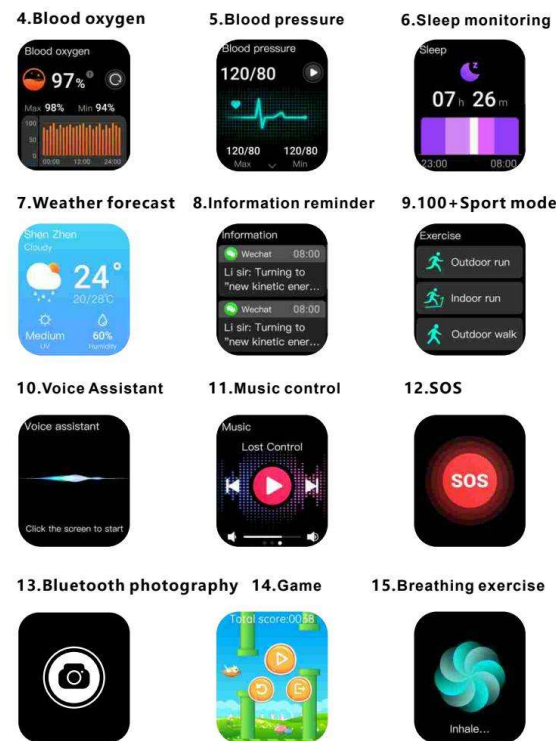 4.Blood oxygen
Blood oxygen
97%
Max 98% Min 94%
100
50
0
00:00 12:00 24:00
5.Blood pressure
Blood pressure
120/80
120/80 120/80
Max Min
6.Sleep monitoring
Sleep
z
07 h 26 m
23:00 08:00
7.Weather forecast
Shen Zhen
Cloudy
24°
20/28°C
Medium 60%
UV Humidity
8.Information reminder
Information
Wechat 08:00
Li sir: Turning to
"new kinetic ener...
Wechat 08:00
Li sir: Turning to
"new kinetic ener...
9.100+Sport mode
Exercise
Outdoor run
Indoor run
Outdoor walk
10.Voice Assistant
Voice assistant
Click the screen to start
11.Music control
Music
Lost Control
12.SOS
SOS
13.Bluetooth photography
14.Game
Total score:0038
15.Breathing exercise
Inhale...